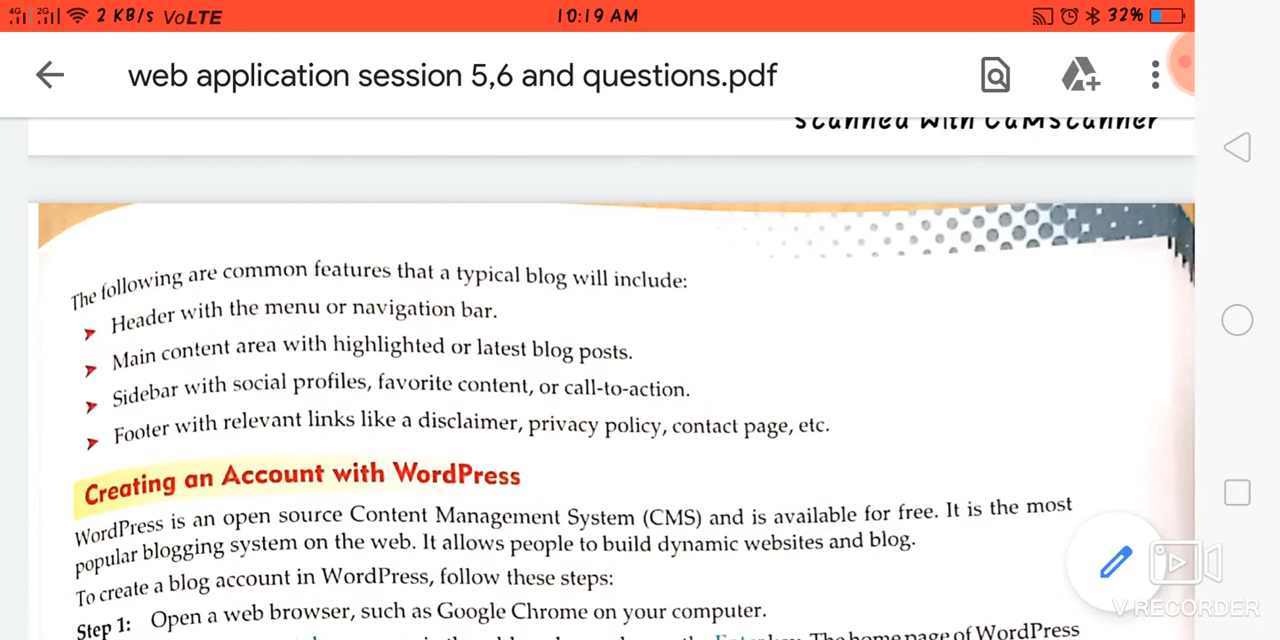 4G 2G 2 KB/s VoLTE 10:19 AM 32%
web application session 5,6 and questions.pdf
Scanned with CamScanner
The following are common features that a typical blog will include:
➤ Header with the menu or navigation bar.
➤ Main content area with highlighted or latest blog posts.
➤ Sidebar with social profiles, favorite content, or call-to-action.
➤ Footer with relevant links like a disclaimer, privacy policy, contact page, etc.
Creating an Account with WordPress
WordPress is an open source Content Management System (CMS) and is available for free. It is the most
popular blogging system on the web. It allows people to build dynamic websites and blog.
To create a blog account in WordPress, follow these steps:
Step 1: Open a web browser, such as Google Chrome on your computer.
Enter key. The home page of WordPress
V RECORDER